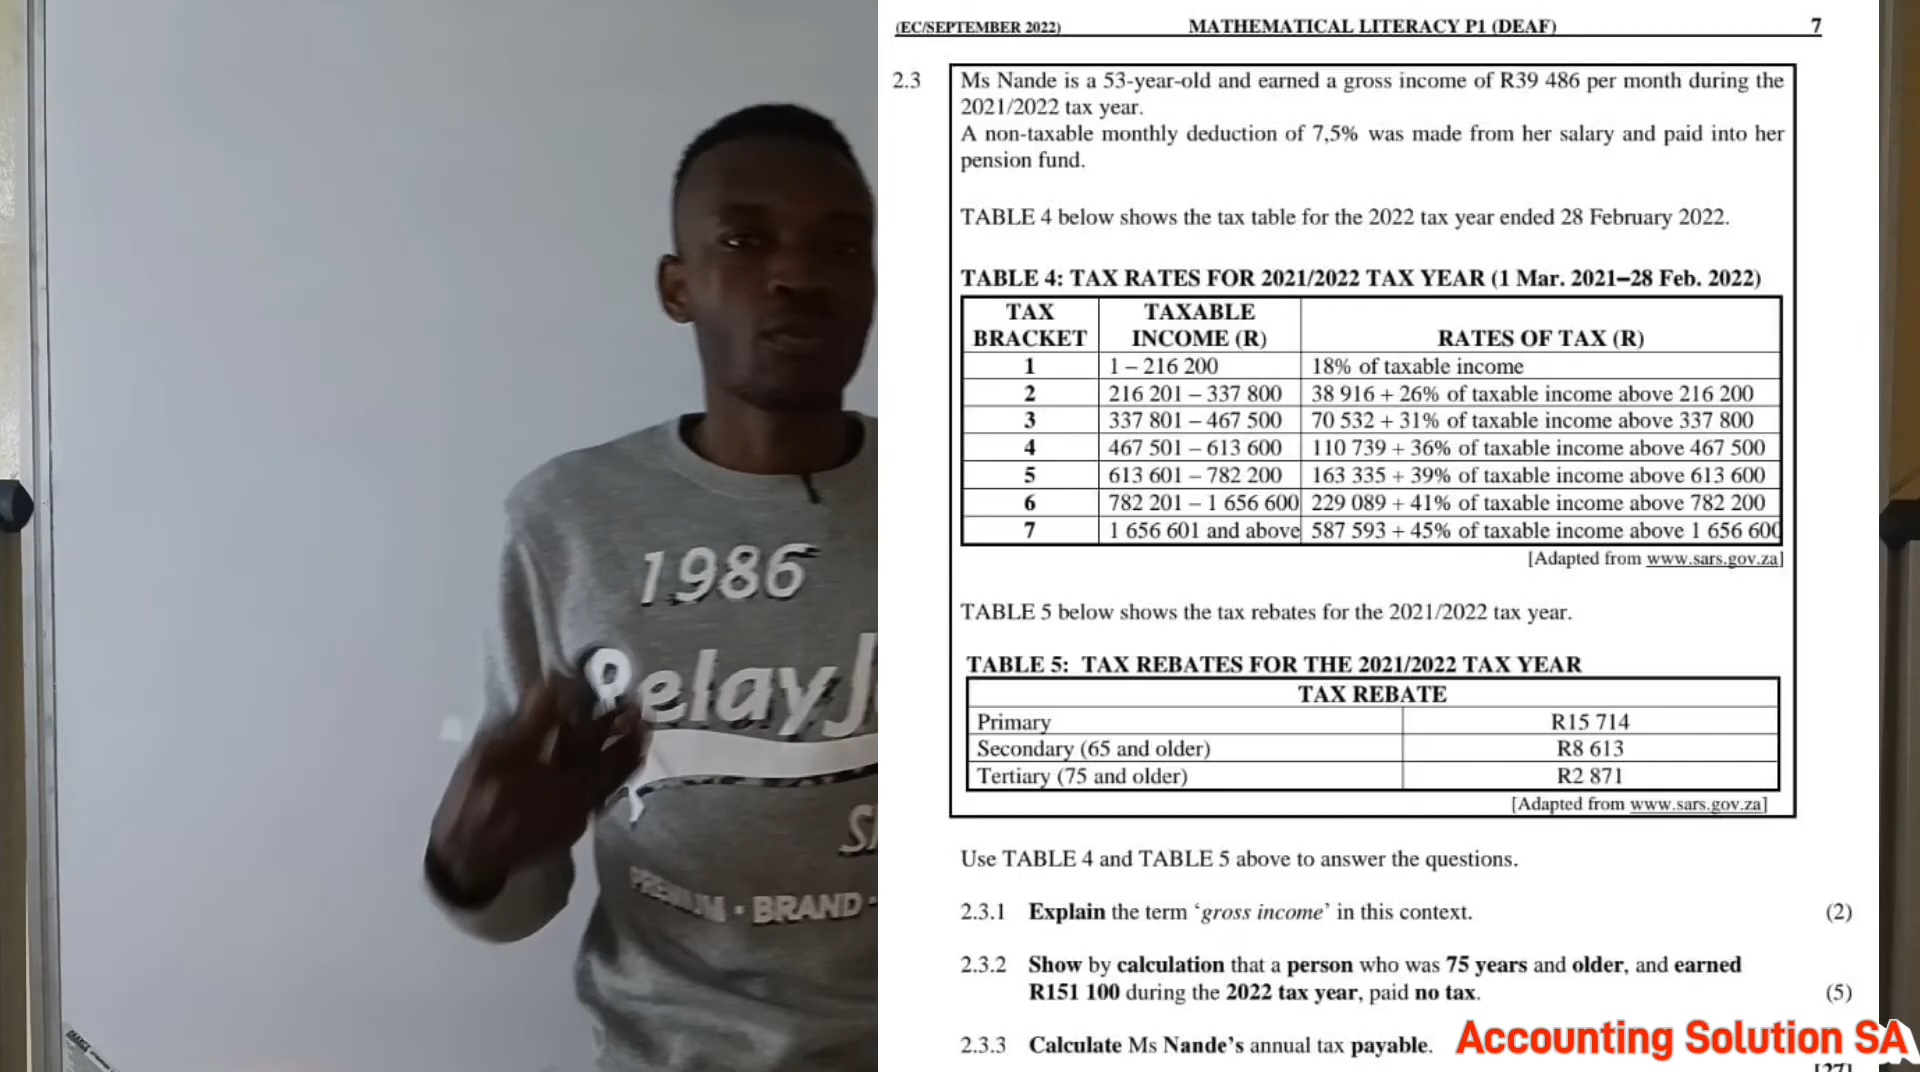 (EC/SEPTEMBER 2022) MATHEMATICAL LITERACY P1 (DEAF) 7
2.3 Ms Nande is a 53-year-old and earned a gross income of R39 486 per month during the
2021/2022 tax year.
A non-taxable monthly deduction of 7,5% was made from her salary and paid into her
pension fund.
TABLE 4 below shows the tax table for the 2022 tax year ended 28 February 2022.
TABLE 4: TAX RATES FOR 2021/2022 TAX YEAR (1 Mar. 2021–28 Feb. 2022)
TAX BRACKET TAXABLE INCOME (R) RATES OF TAX (R)
1 1 – 216 200 18% of taxable income
2 216 201 – 337 800 38 916 + 26% of taxable income above 216 200
3 337 801 – 467 500 70 532 + 31% of taxable income above 337 800
4 467 501 – 613 600 110 739 + 36% of taxable income above 467 500
5 613 601 – 782 200 163 335 + 39% of taxable income above 613 600
6 782 201 – 1 656 600 229 089 + 41% of taxable income above 782 200
7 1 656 601 and above 587 593 + 45% of taxable income above 1 656 600
[Adapted from www.sars.gov.za]
TABLE 5 below shows the tax rebates for the 2021/2022 tax year.
TABLE 5: TAX REBATES FOR THE 2021/2022 TAX YEAR
TAX REBATE
Primary R15 714
Secondary (65 and older) R8 613
Tertiary (75 and older) R2 871
[Adapted from www.sars.gov.za]
Use TABLE 4 and TABLE 5 above to answer the questions.
2.3.1 Explain the term ‘gross income’ in this context. (2)
2.3.2 Show by calculation that a person who was 75 years and older, and earned
R151 100 during the 2022 tax year, paid no tax. (5)
2.3.3 Calculate Ms Nande’s annual tax payable.
[27]
Accounting Solution SA
1986
RelayJ
PREMIUM · BRAND ·